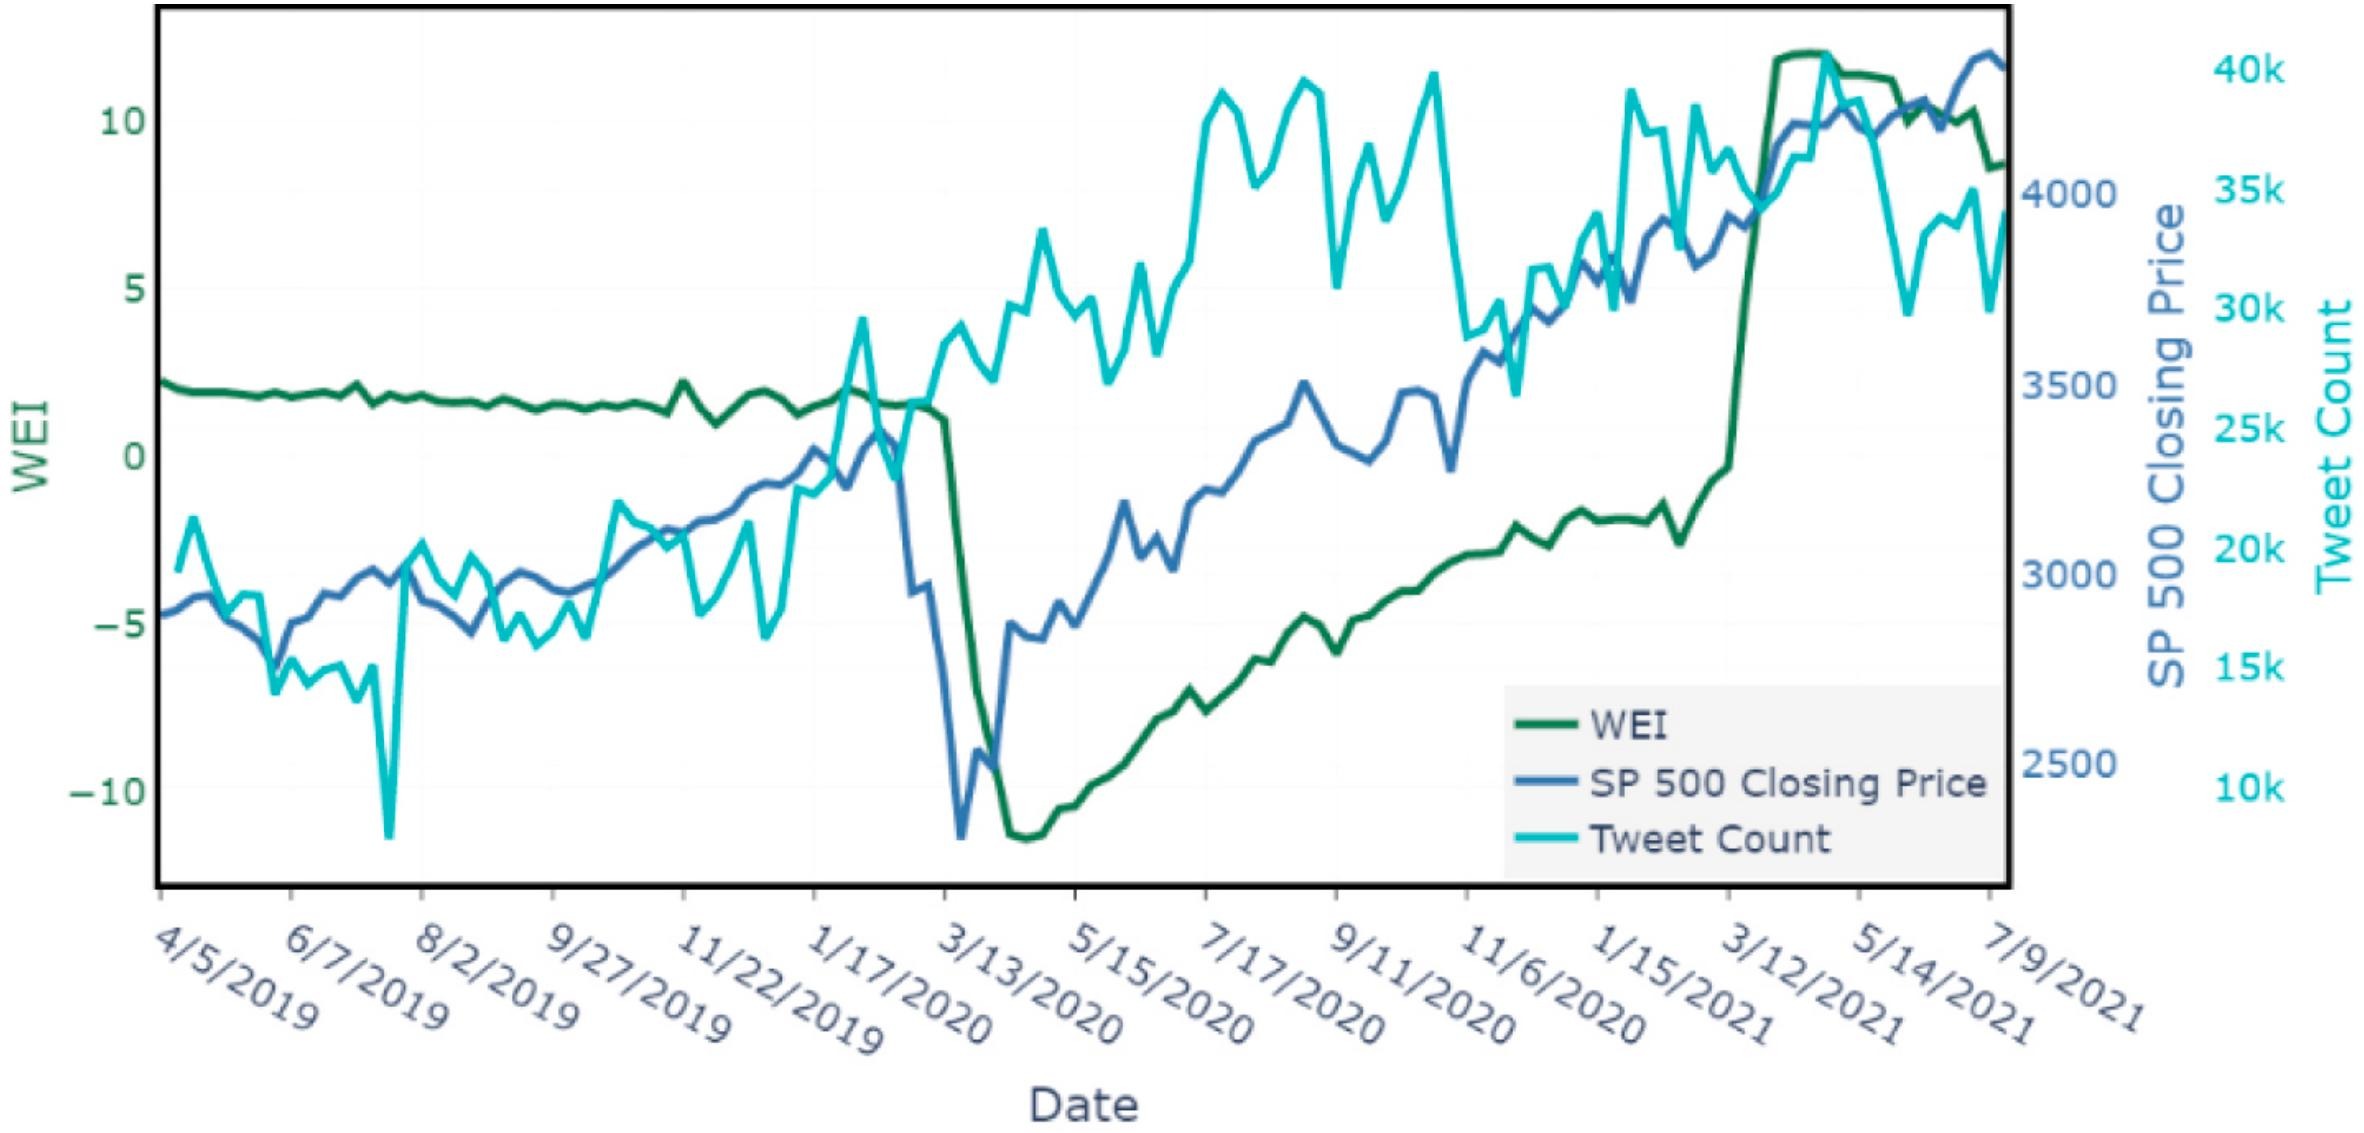 10
5
0
−5
−10
WEI
4000
3500
3000
2500
SP 500 Closing Price
40k
35k
30k
25k
20k
15k
10k
Tweet Count
WEI
SP 500 Closing Price
Tweet Count
4/5/2019
6/7/2019
8/2/2019
9/27/2019
11/22/2019
1/17/2020
3/13/2020
5/15/2020
7/17/2020
9/11/2020
11/6/2020
1/15/2021
3/12/2021
5/14/2021
7/9/2021
Date